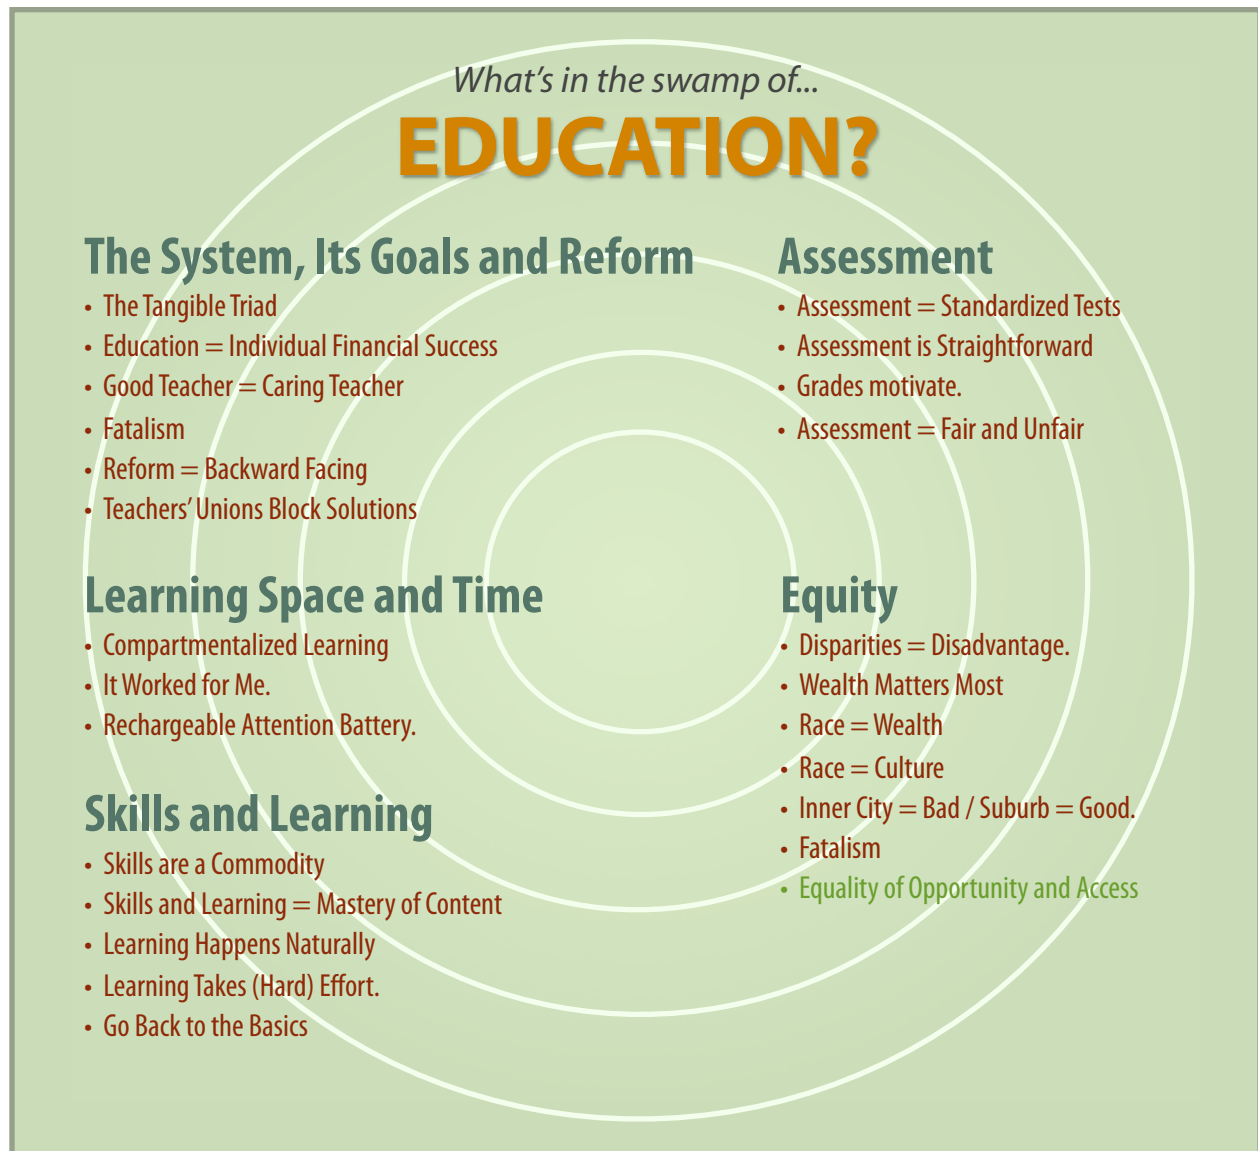 What's in the swamp of...
EDUCATION?
The System, Its Goals and Reform
• The Tangible Triad
• Education = Individual Financial Success
• Good Teacher = Caring Teacher
• Fatalism
• Reform = Backward Facing
• Teachers' Unions Block Solutions
Learning Space and Time
• Compartmentalized Learning
• It Worked for Me.
• Rechargeable Attention Battery.
Skills and Learning
• Skills are a Commodity
• Skills and Learning = Mastery of Content
• Learning Happens Naturally
• Learning Takes (Hard) Effort.
• Go Back to the Basics
Assessment
• Assessment = Standardized Tests
• Assessment is Straightforward
• Grades motivate.
• Assessment = Fair and Unfair
Equity
• Disparities = Disadvantage.
• Wealth Matters Most
• Race = Wealth
• Race = Culture
• Inner City = Bad / Suburb = Good.
• Fatalism
• Equality of Opportunity and Access